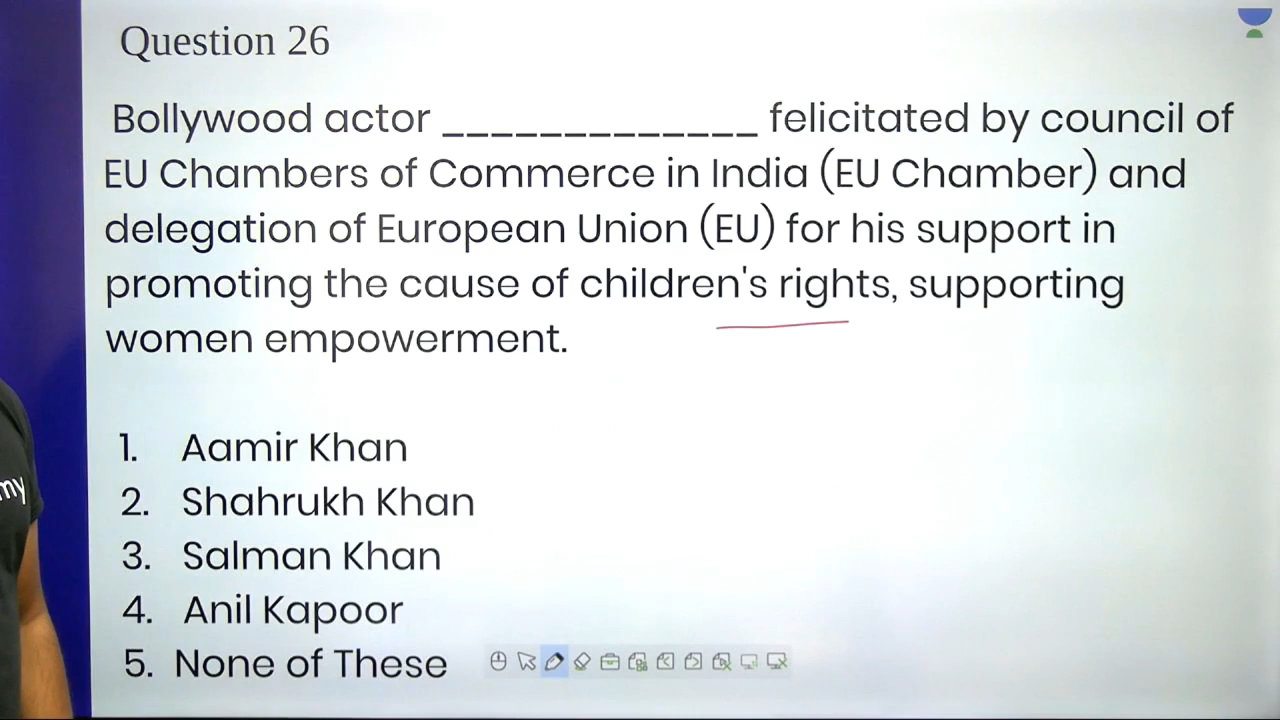 Question 26
Bollywood actor _____________ felicitated by council of
EU Chambers of Commerce in India (EU Chamber) and
delegation of European Union (EU) for his support in
promoting the cause of children's rights, supporting
women empowerment.
1. Aamir Khan
2. Shahrukh Khan
3. Salman Khan
4. Anil Kapoor
5. None of These
my